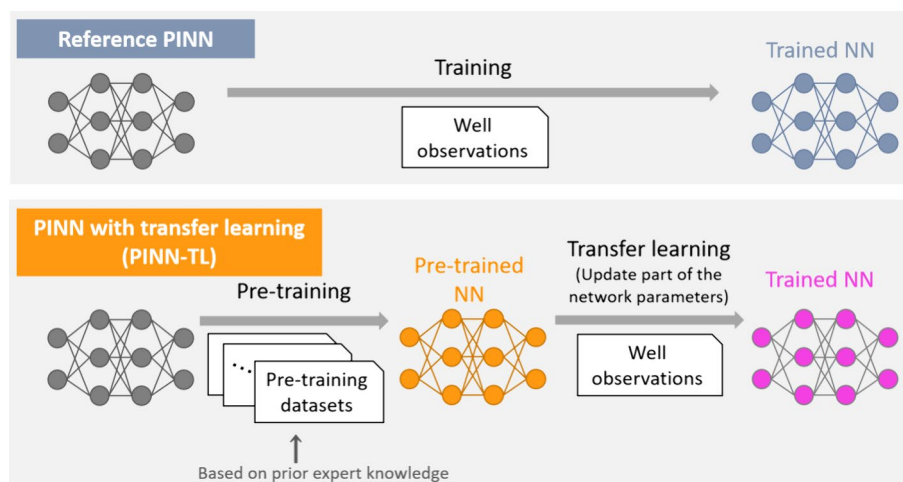 Reference PINN
Training
Trained NN
Well
observations
PINN with transfer learning
(PINN-TL)
Pre-training
Pre-training
datasets
Based on prior expert knowledge
Pre-trained
NN
Transfer learning
(Update part of the
network parameters)
Well
observations
Trained NN